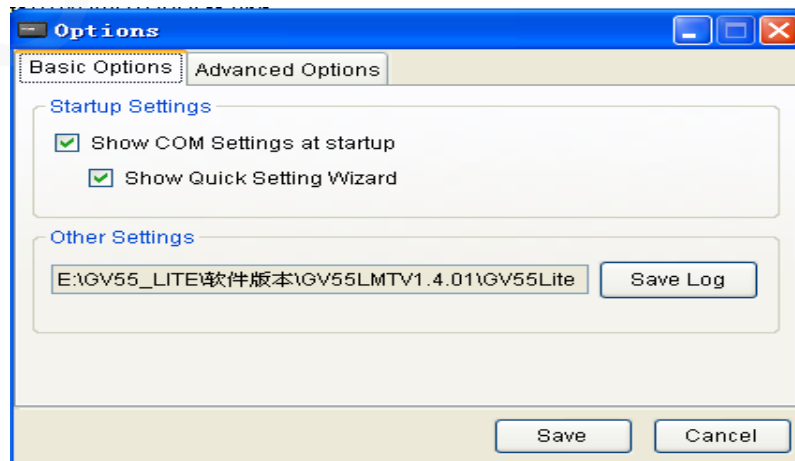 Options
Basic Options Advanced Options
Startup Settings
Show COM Settings at startup
Show Quick Setting Wizard
Other Settings
E:\GV55_LITE\软件版本\GV55LMTV1.4.01\GV55Lite Save Log
Save Cancel